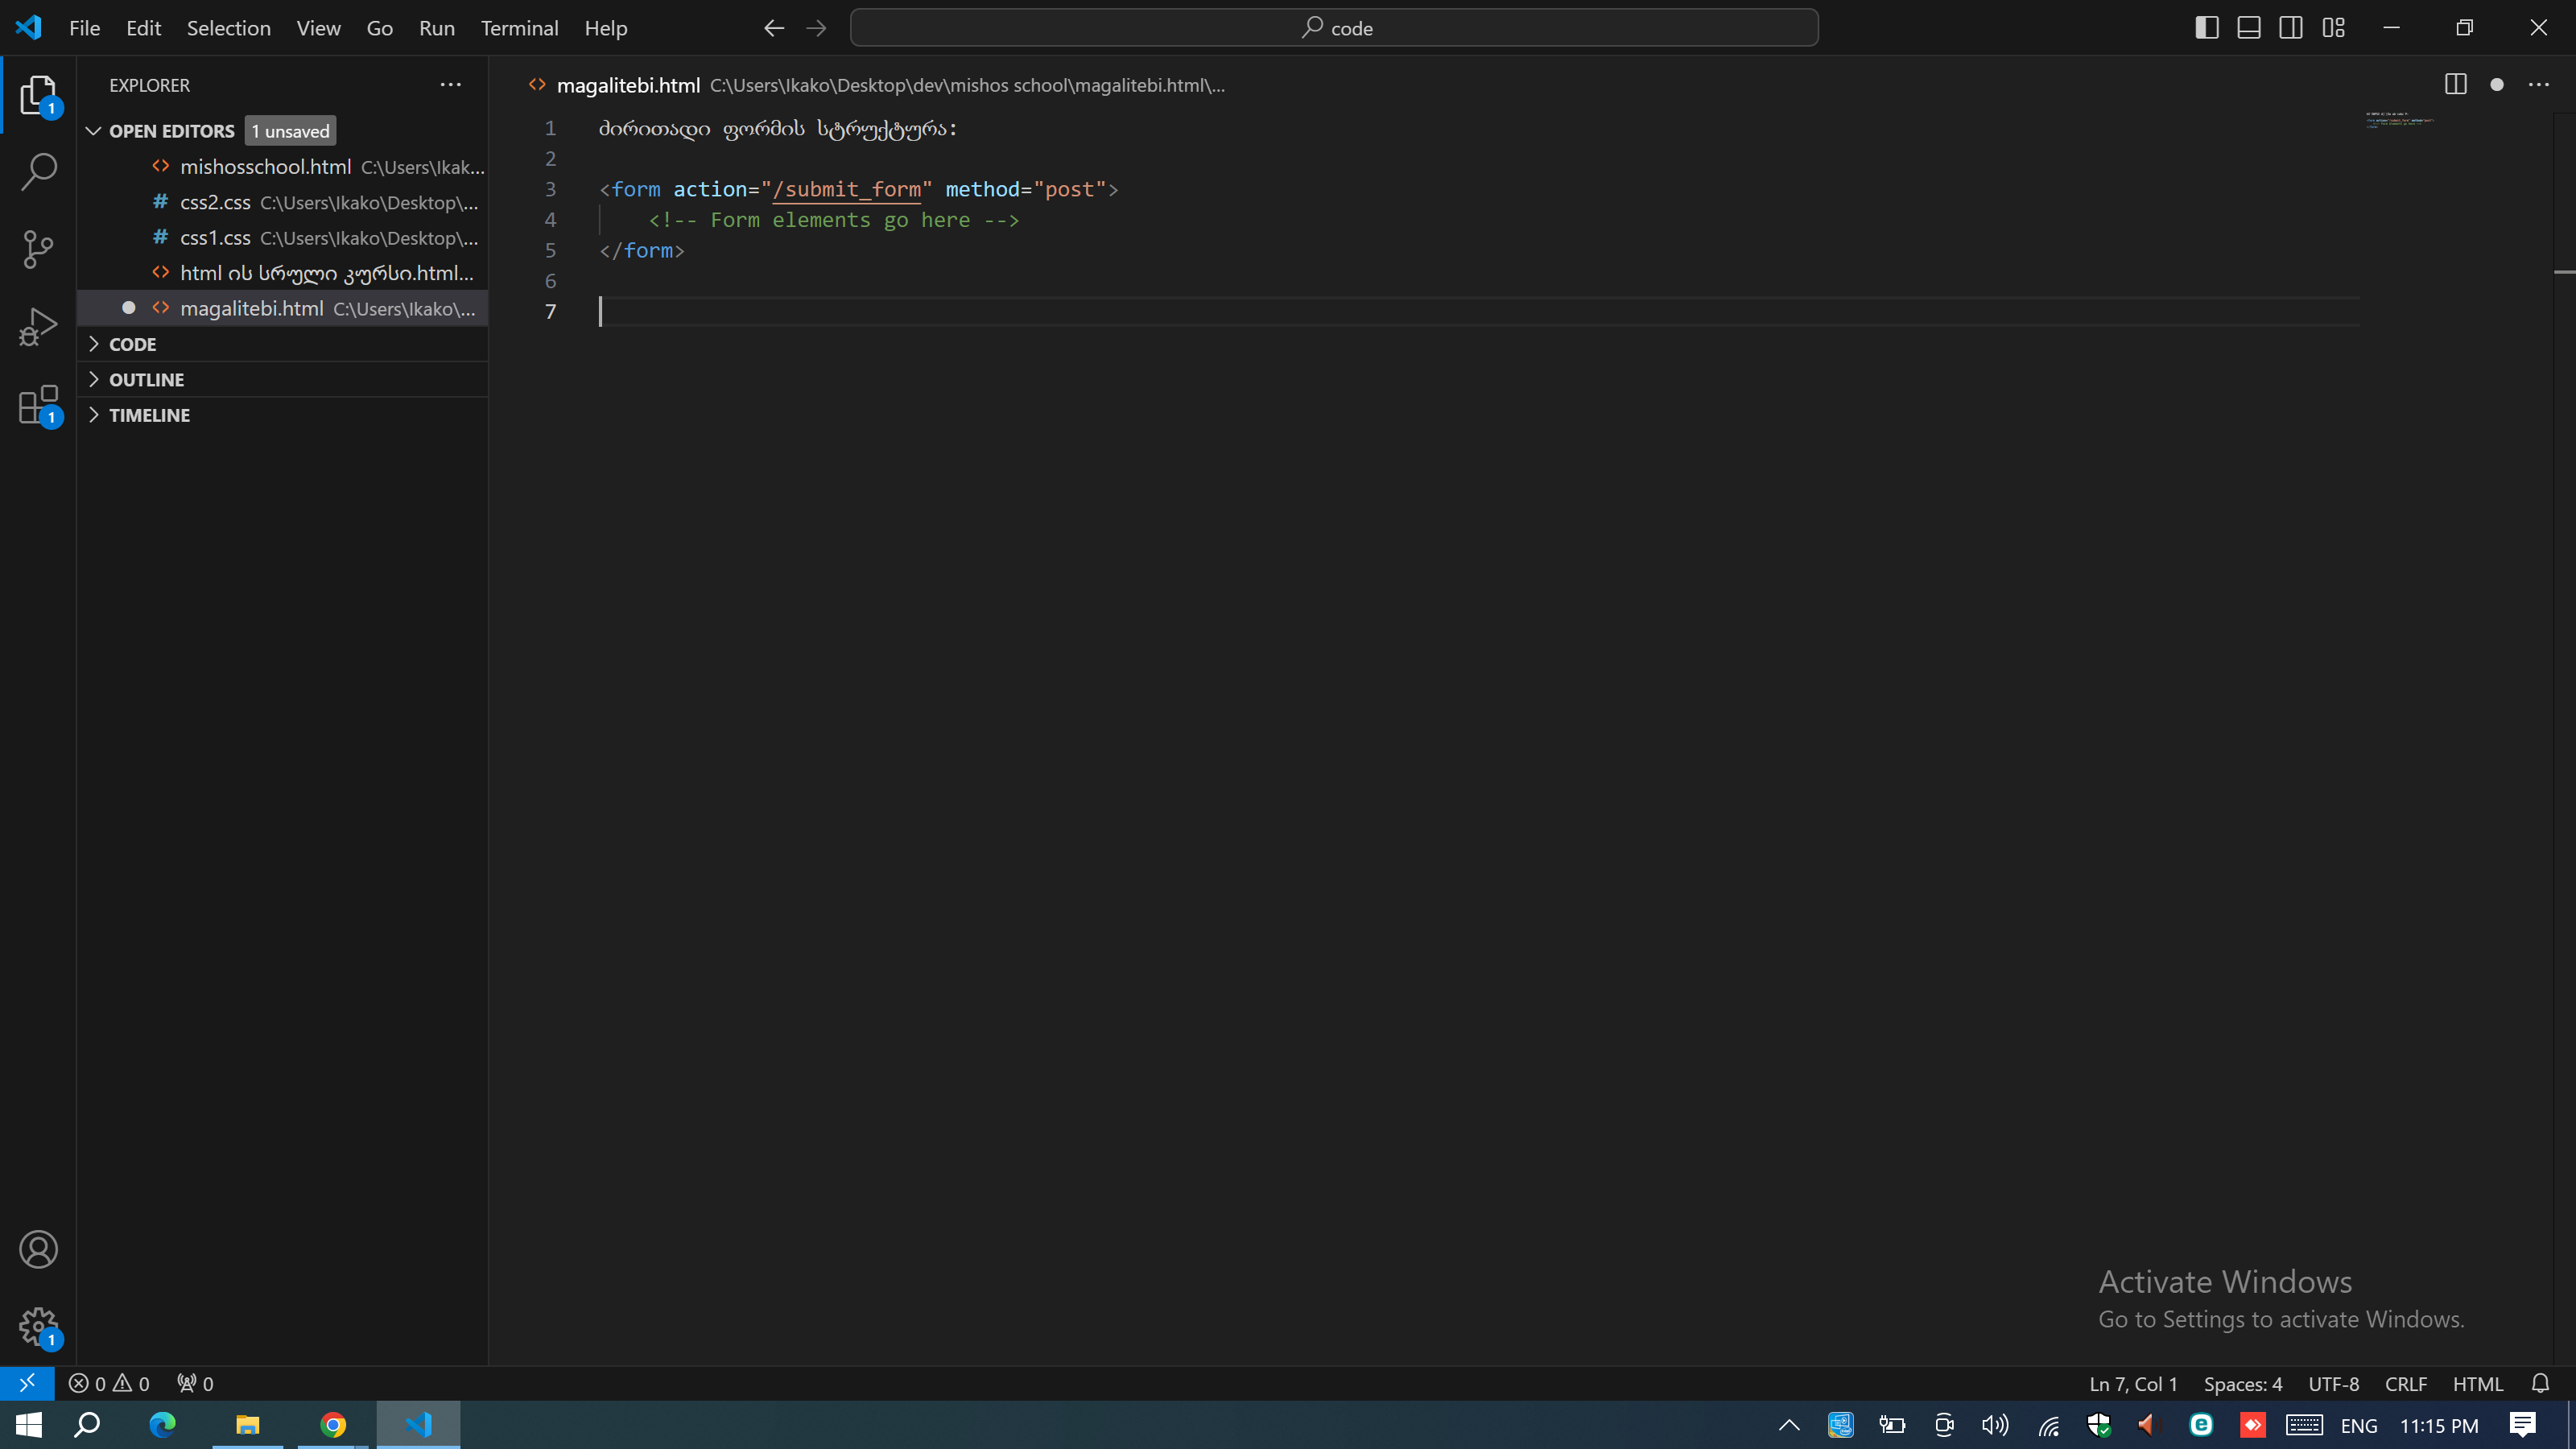 File Edit Selection View Go Run Terminal Help
code
EXPLORER
OPEN EDITORS 1 unsaved
mishosschool.html C:\Users\Ikak...
css2.css C:\Users\Ikako\Desktop\...
css1.css C:\Users\Ikako\Desktop\...
html ის სრული კურსი.html...
magalitebi.html C:\Users\Ikako\...
CODE
OUTLINE
TIMELINE
magalitebi.html C:\Users\Ikako\Desktop\dev\mishos school\magalitebi.html\...
1 ძირითადი ფორმის სტრუქტურა:
2
3 <form action="/submit_form" method="post">
4 <!-- Form elements go here -->
5 </form>
6
7
1
1
1
Activate Windows
Go to Settings to activate Windows.
0 0 0
Ln 7, Col 1 Spaces: 4 UTF-8 CRLF HTML
ENG 11:15 PM